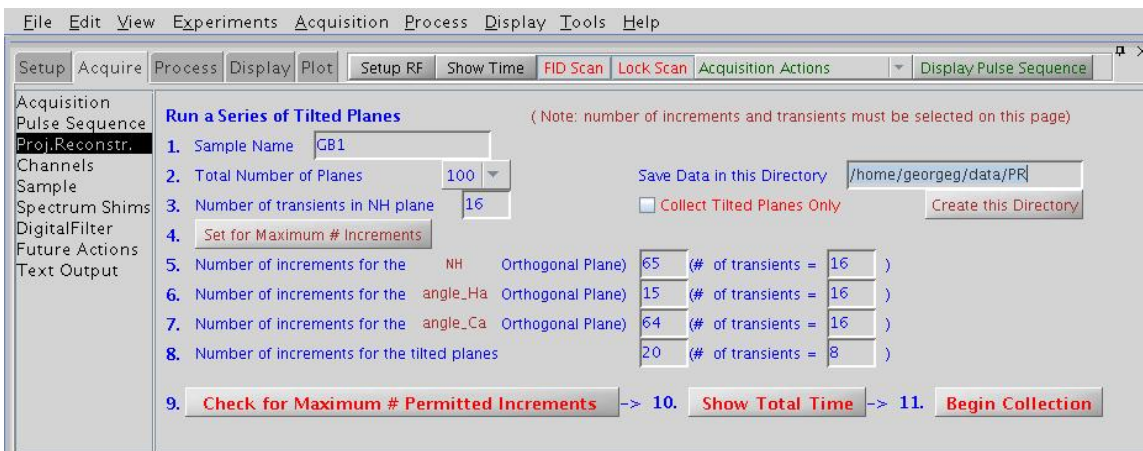 File Edit View Experiments Acquisition Process Display Tools Help
Setup Acquire Process Display Plot Setup RF Show Time FID Scan Lock Scan Acquisition Actions Display Pulse Sequence
Acquisition
Pulse Sequence
Proj.Reconstr.
Channels
Sample
Spectrum Shims
DigitalFilter
Future Actions
Text Output
Run a Series of Tilted Planes (Note: number of increments and transients must be selected on this page)
1. Sample Name GB1
2. Total Number of Planes 100 Save Data in this Directory /home/georgeg/data/PR
3. Number of transients in NH plane 16 Collect Tilted Planes Only Create this Directory
4. Set for Maximum # Increments
5. Number of increments for the NH Orthogonal Plane) 65 (# of transients = 16 )
6. Number of increments for the angle_Ha Orthogonal Plane) 15 (# of transients = 16 )
7. Number of increments for the angle_Ca Orthogonal Plane) 64 (# of transients = 16 )
8. Number of increments for the tilted planes 20 (# of transients = 8 )
9. Check for Maximum # Permitted Increments -> 10. Show Total Time -> 11. Begin Collection